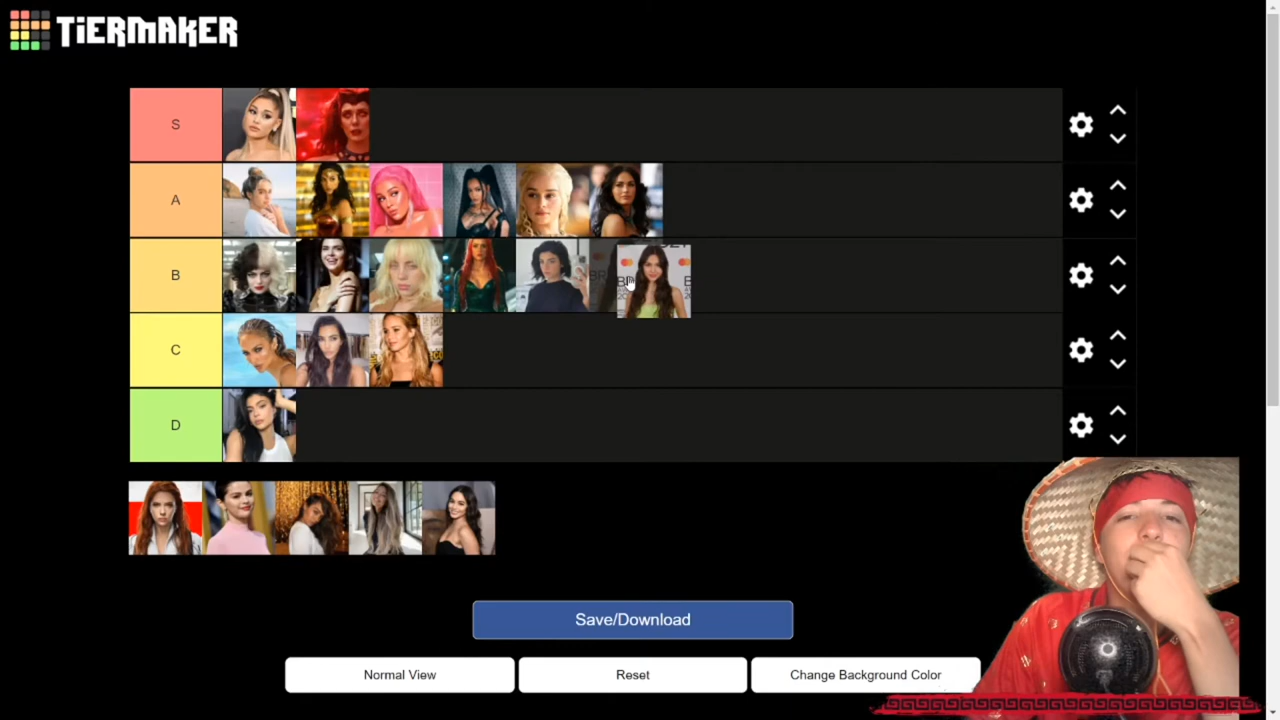 TiERMAKER
S
A
B
C
D
Save/Download
Normal View
Reset
Change Background Color